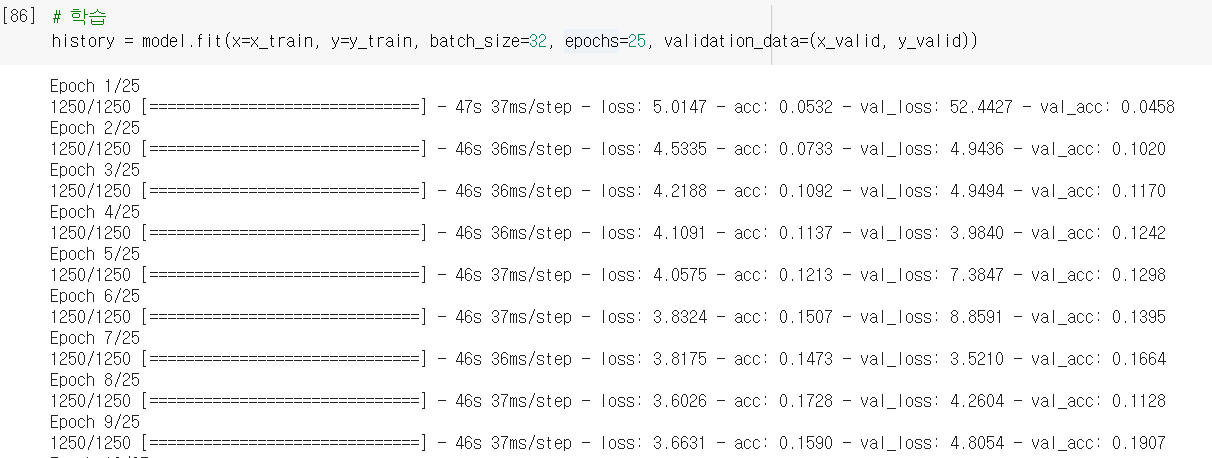 [86] # 학습
history = model.fit(x=x_train, y=y_train, batch_size=32, epochs=25, validation_data=(x_valid, y_valid))
Epoch 1/25
1250/1250 [==============================] - 47s 37ms/step - loss: 5.0147 - acc: 0.0532 - val_loss: 52.4427 - val_acc: 0.0458
Epoch 2/25
1250/1250 [==============================] - 46s 36ms/step - loss: 4.5335 - acc: 0.0733 - val_loss: 4.9436 - val_acc: 0.1020
Epoch 3/25
1250/1250 [==============================] - 46s 36ms/step - loss: 4.2188 - acc: 0.1092 - val_loss: 4.9494 - val_acc: 0.1170
Epoch 4/25
1250/1250 [==============================] - 46s 36ms/step - loss: 4.1091 - acc: 0.1137 - val_loss: 3.9840 - val_acc: 0.1242
Epoch 5/25
1250/1250 [==============================] - 46s 37ms/step - loss: 4.0575 - acc: 0.1213 - val_loss: 7.3847 - val_acc: 0.1298
Epoch 6/25
1250/1250 [==============================] - 46s 37ms/step - loss: 3.8324 - acc: 0.1507 - val_loss: 8.8591 - val_acc: 0.1395
Epoch 7/25
1250/1250 [==============================] - 46s 36ms/step - loss: 3.8175 - acc: 0.1473 - val_loss: 3.5210 - val_acc: 0.1664
Epoch 8/25
1250/1250 [==============================] - 46s 37ms/step - loss: 3.6026 - acc: 0.1728 - val_loss: 4.2604 - val_acc: 0.1128
Epoch 9/25
1250/1250 [==============================] - 46s 37ms/step - loss: 3.6631 - acc: 0.1590 - val_loss: 4.8054 - val_acc: 0.1907